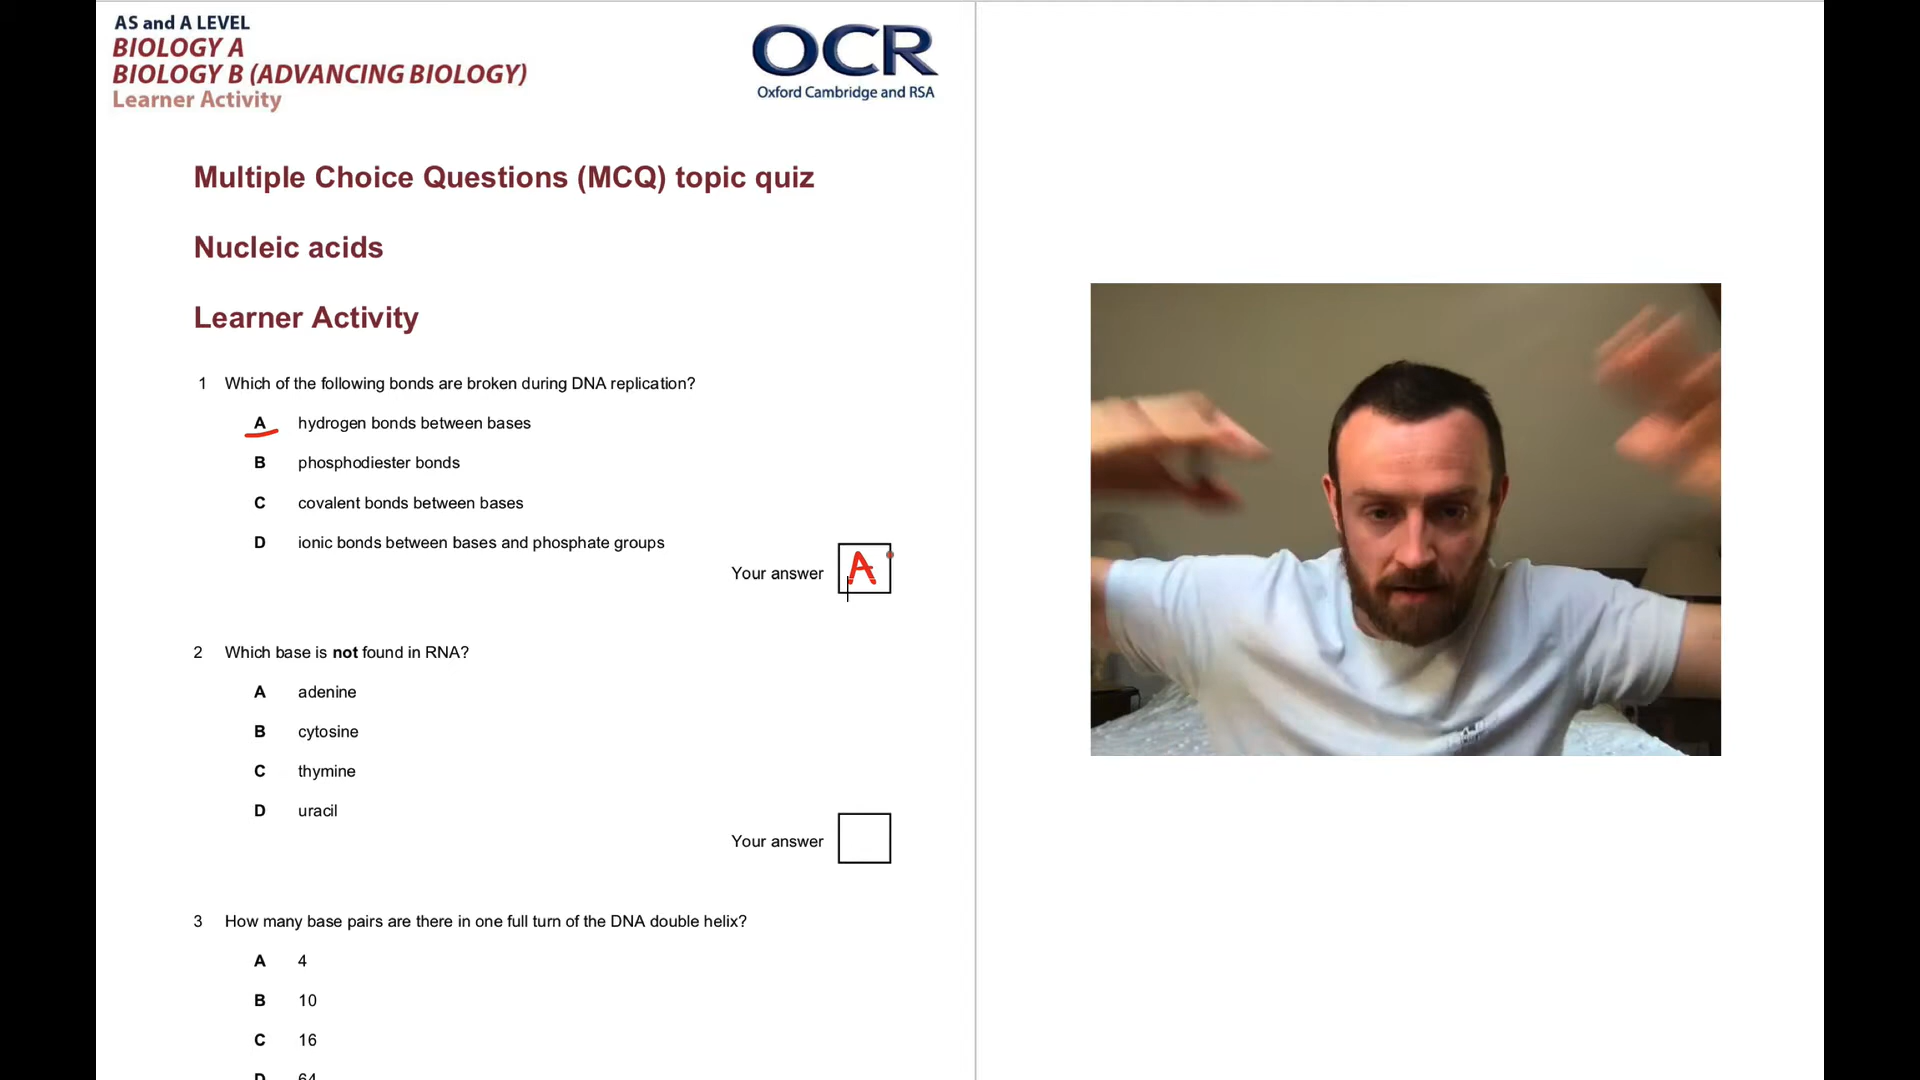 AS and A LEVEL
BIOLOGY A
BIOLOGY B (ADVANCING BIOLOGY)
Learner Activity
OCR
Oxford Cambridge and RSA
Multiple Choice Questions (MCQ) topic quiz
Nucleic acids
Learner Activity
1 Which of the following bonds are broken during DNA replication?
A hydrogen bonds between bases
B phosphodiester bonds
C covalent bonds between bases
D ionic bonds between bases and phosphate groups
Your answer A
2 Which base is not found in RNA?
A adenine
B cytosine
C thymine
D uracil
Your answer
3 How many base pairs are there in one full turn of the DNA double helix?
A 4
B 10
C 16
D 64